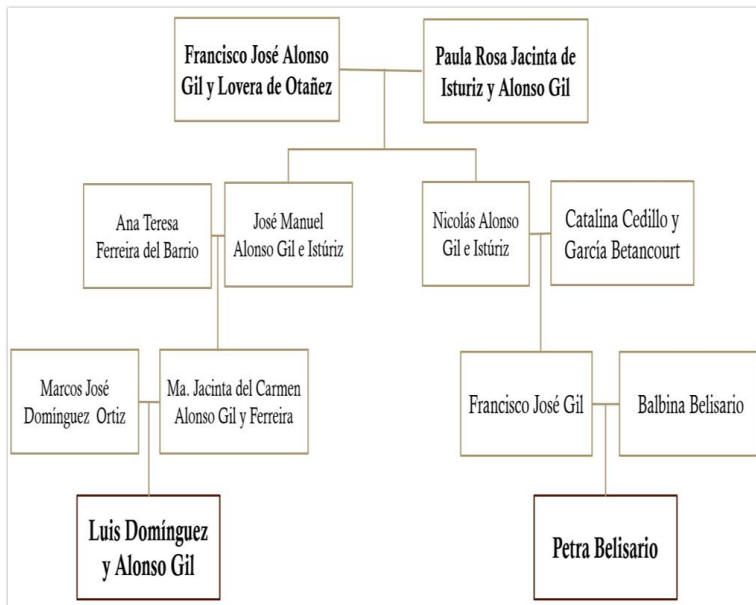 Francisco José Alonso
Gil y Lovera de Otañez
Paula Rosa Jacinta de
Isturiz y Alonso Gil
Ana Teresa
Ferreira del Barrio
José Manuel
Alonso Gil e Istúriz
Nicolás Alonso
Gil e Istúriz
Catalina Cedillo y
García Betancourt
Marcos José
Domínguez Ortiz
Ma. Jacinta del Carmen
Alonso Gil y Ferreira
Francisco José Gil
Balbina Belisario
Luis Domínguez
y Alonso Gil
Petra Belisario